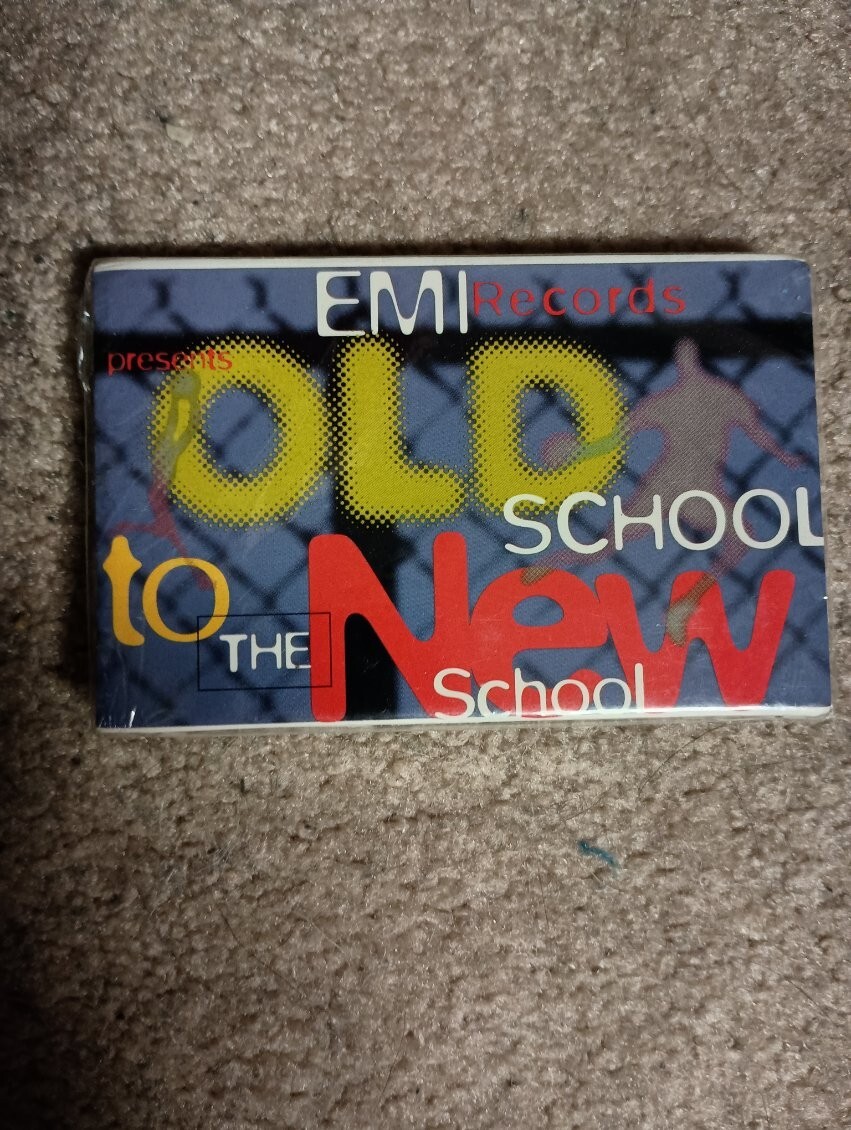 EMI Records
presents
OLD
SCHOOL
to
THE
New
School